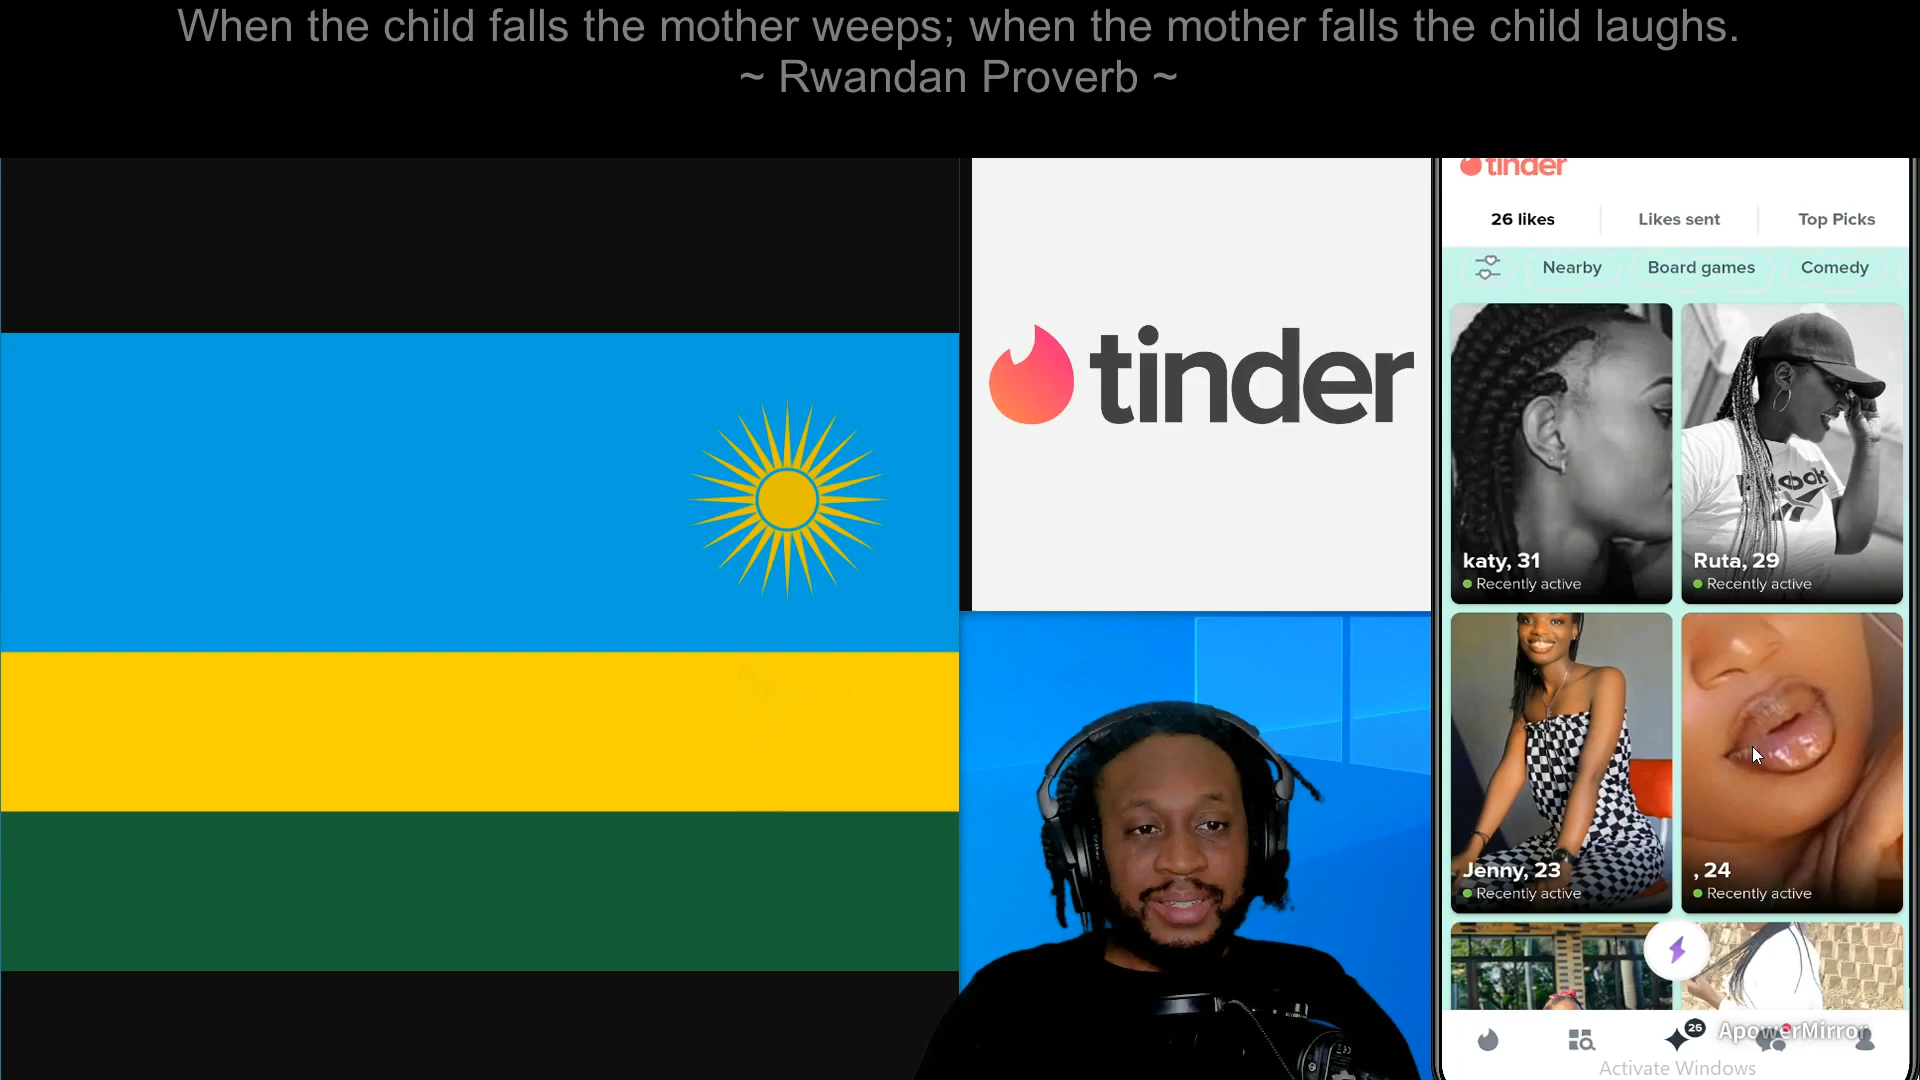 When the child falls the mother weeps; when the mother falls the child laughs.
~ Rwandan Proverb ~
tinder
tinder
26 likes
Likes sent
Top Picks
Nearby
Board games
Comedy
katy, 31
Recently active
Ruta, 29
Recently active
Jenny, 23
Recently active
, 24
Recently active
26
ApowerMirror
Activate Windows